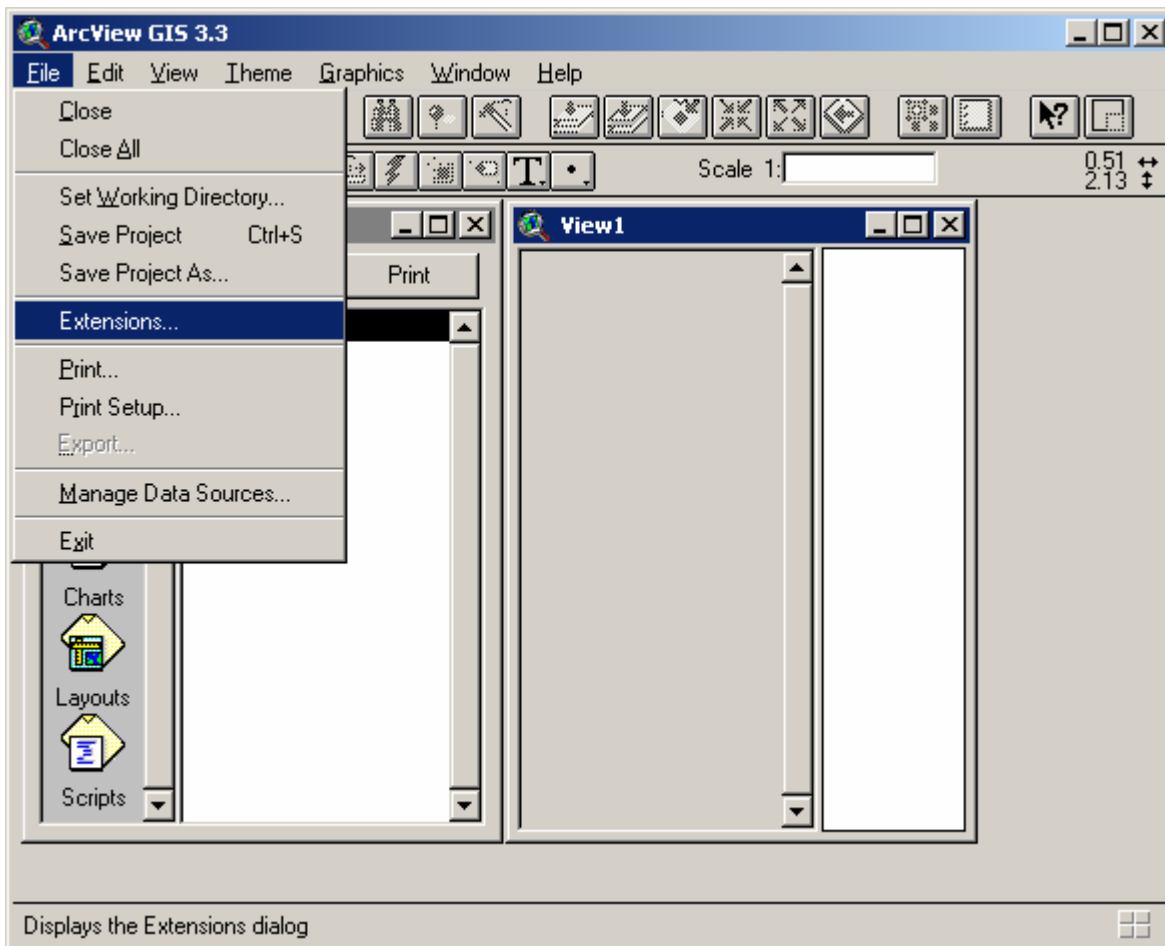 ArcView GIS 3.3
File Edit View Theme Graphics Window Help
Close
Close All
Set Working Directory...
Save Project Ctrl+S
Save Project As...
Extensions...
Print...
Print Setup...
Export...
Manage Data Sources...
Exit
T
Scale 1:
0.51
2.13
Print
View1
Charts
Layouts
Scripts
Displays the Extensions dialog